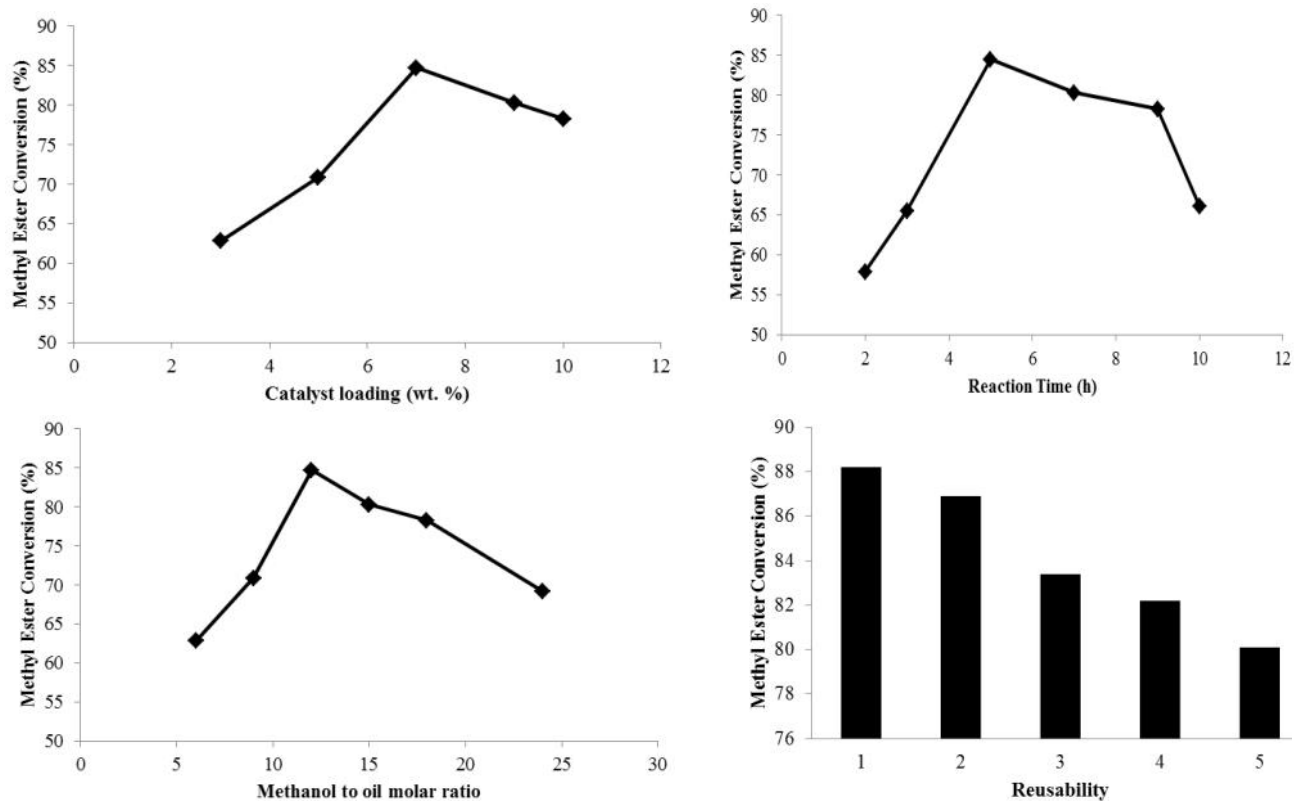 Methyl Ester Conversion (%)
90
85
80
75
70
65
60
55
50
0 2 4 6 8 10 12
Catalyst loading (wt. %)
Methyl Ester Conversion (%)
90
85
80
75
70
65
60
55
50
0 2 4 6 8 10 12
Reaction Time (h)
Methyl Ester Conversion (%)
90
85
80
75
70
65
60
55
50
0 5 10 15 20 25 30
Methanol to oil molar ratio
Methyl Ester Conversion (%)
90
88
86
84
82
80
78
76
1 2 3 4 5
Reusability